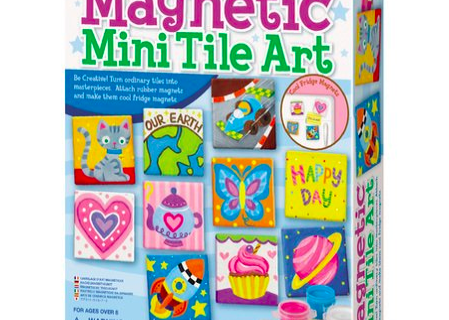 Magnetic
Mini Tile Art
Be Creative! Turn ordinary tiles into
masterpieces. Attach rubber magnets
and make them cool fridge magnets.
Cool Fridge Magnets
OUR EARTH
HAPPY
DAY
FOR AGES OVER 5
Magnetic
Mini Tile Art